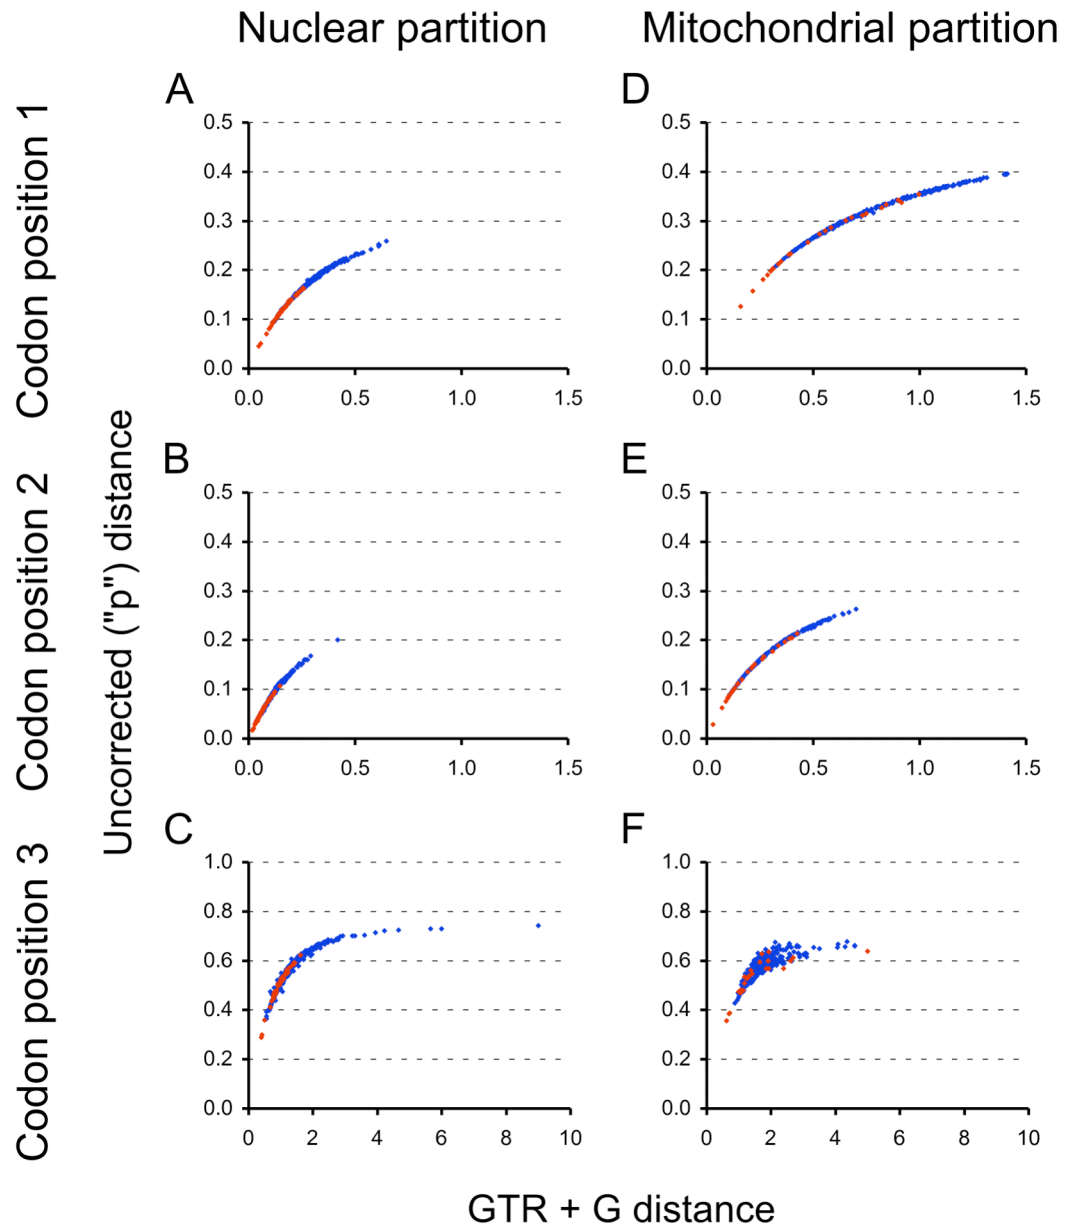 Nuclear partition
Mitochondrial partition
Codon position 1
Codon position 2
Codon position 3
Uncorrected ("p") distance
A
0.5
0.4
0.3
0.2
0.1
0.0
0.0 0.5 1.0 1.5
D
0.5
0.4
0.3
0.2
0.1
0.0
0.0 0.5 1.0 1.5
B
0.5
0.4
0.3
0.2
0.1
0.0
0.0 0.5 1.0 1.5
E
0.5
0.4
0.3
0.2
0.1
0.0
0.0 0.5 1.0 1.5
C
1.0
0.8
0.6
0.4
0.2
0.0
0 2 4 6 8 10
F
1.0
0.8
0.6
0.4
0.2
0.0
0 2 4 6 8 10
GTR + G distance